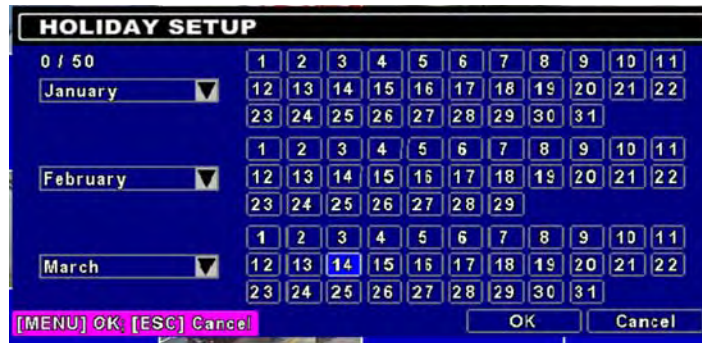 HOLIDAY SETUP
0 / 50
1 2 3 4 5 6 7 8 9 10 11
January
12 13 14 15 16 17 18 19 20 21 22
23 24 25 26 27 28 29 30 31
1 2 3 4 5 6 7 8 9 10 11
February
12 13 14 15 16 17 18 19 20 21 22
23 24 25 26 27 28 29
1 2 3 4 5 6 7 8 9 10 11
March
12 13 14 15 16 17 18 19 20 21 22
23 24 25 26 27 28 29 30 31
[MENU] OK; [ESC] Cancel
OK
Cancel